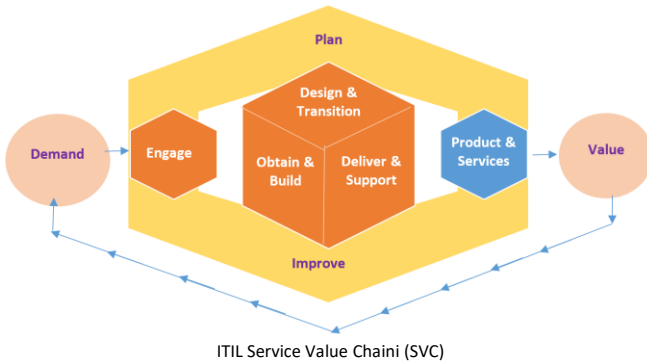 Plan
Design &
Transition
Demand
Engage
Obtain &
Build
Deliver &
Support
Product &
Services
Value
Improve
ITIL Service Value Chaini (SVC)